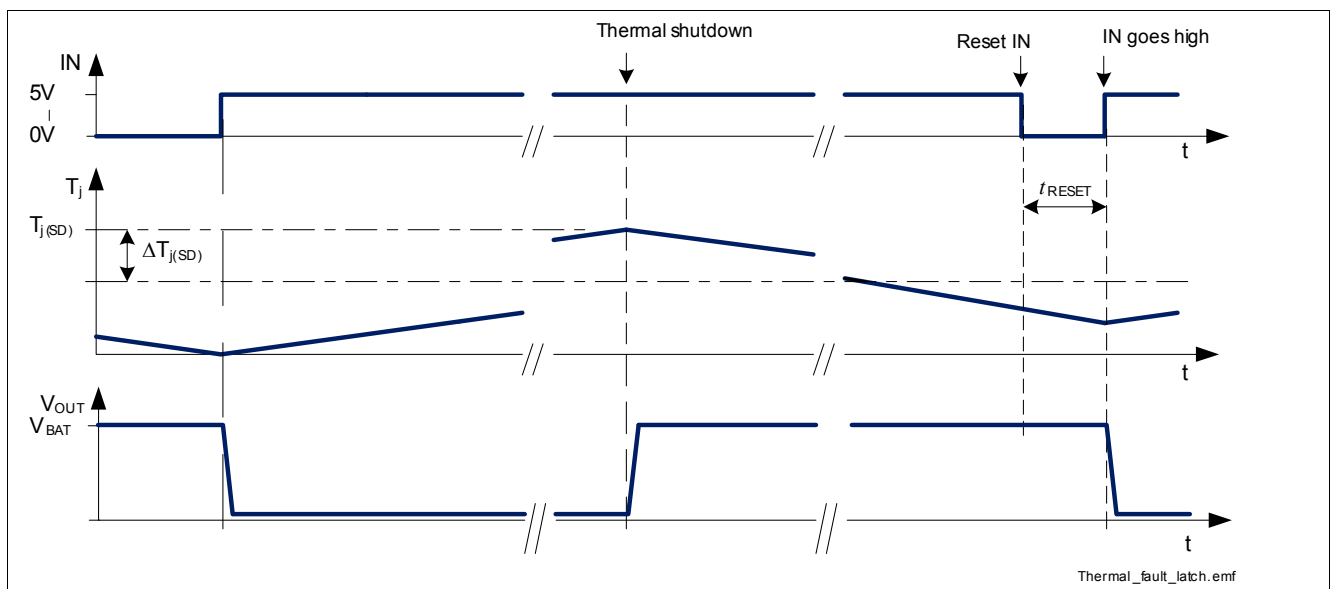 Thermal shutdown
Reset IN
IN goes high
IN
5V
0V
t
Tj
Tj(SD)
ΔTj(SD)
tRESET
t
VOUT
VBAT
t
Thermal_fault_latch.emf